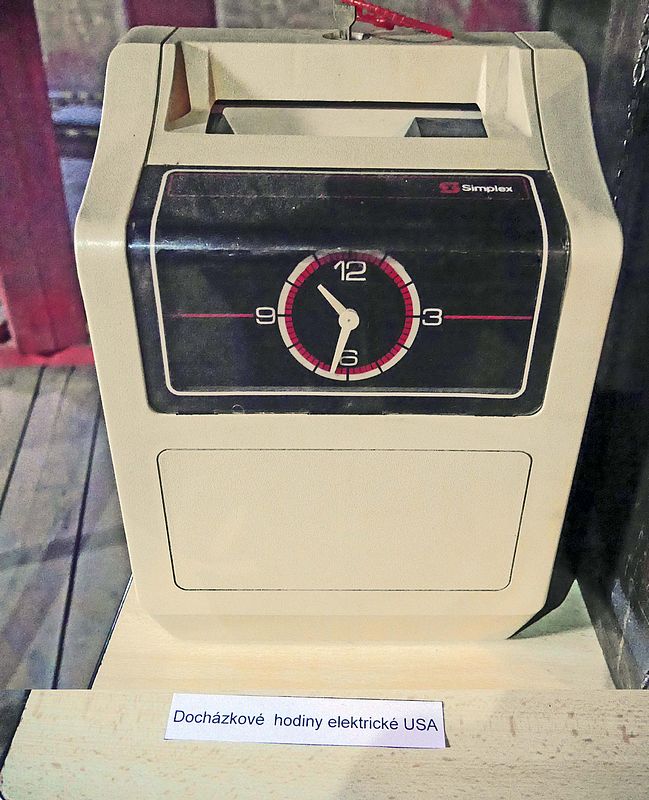 Simplex
12
9 3
6
Docházkové hodiny elektrické USA